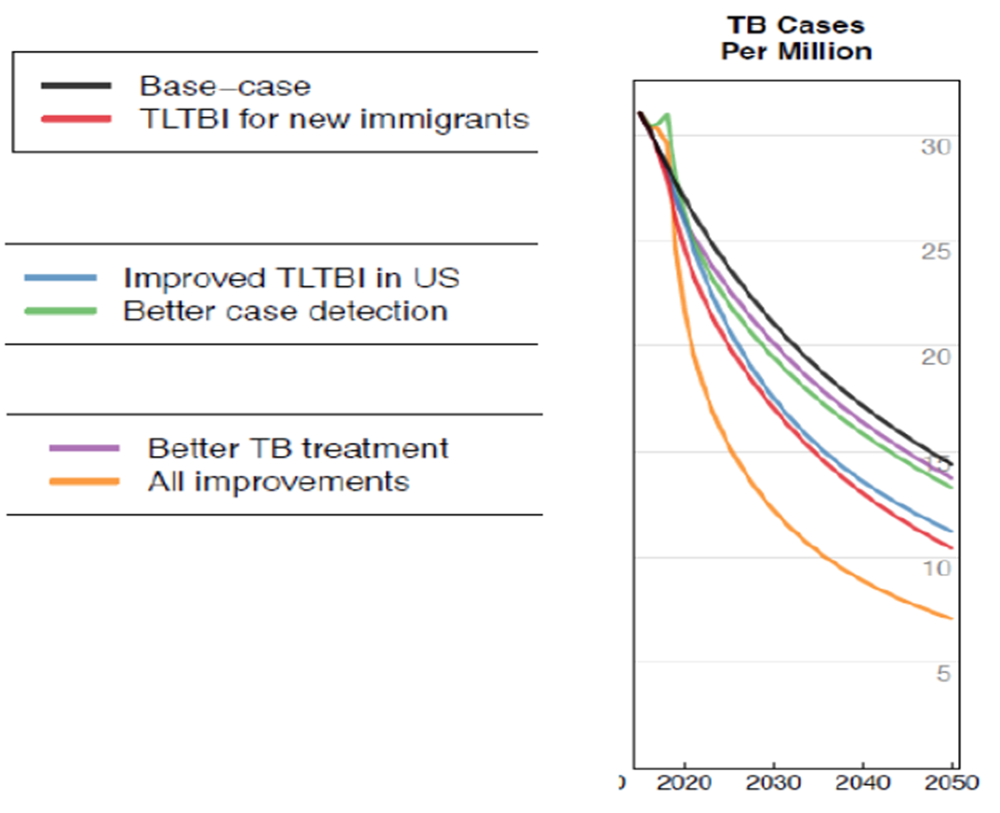 TB Cases
Per Million
Base–case
TLTBI for new immigrants
Improved TLTBI in US
Better case detection
Better TB treatment
All improvements
30
25
20
15
10
5
0 2020 2030 2040 2050